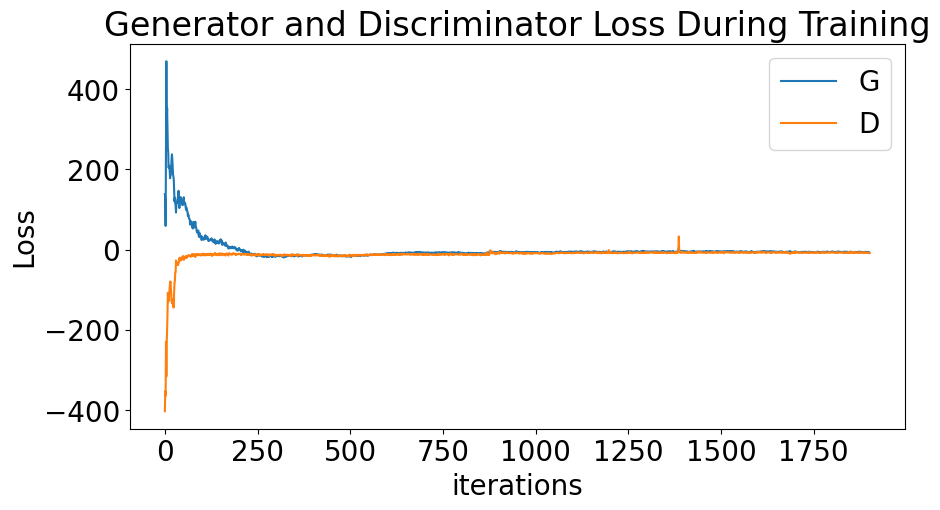 Generator and Discriminator Loss During Training
G
D
Loss
400
200
0
−200
−400
0 250 500 750 1000 1250 1500 1750
iterations